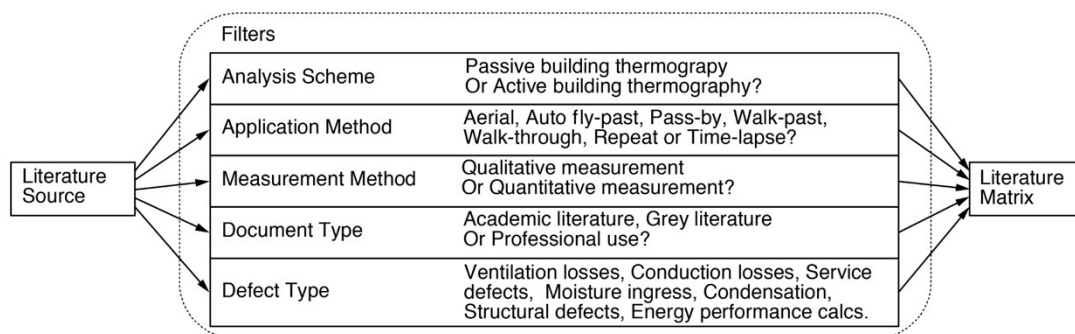 Filters
Analysis Scheme
Passive building thermograpy
Or Active building thermography?
Application Method
Aerial, Auto fly-past, Pass-by, Walk-past,
Walk-through, Repeat or Time-lapse?
Literature
Source
Measurement Method
Qualitative measurement
Or Quantitative measurement?
Literature
Matrix
Document Type
Academic literature, Grey literature
Or Professional use?
Defect Type
Ventilation losses, Conduction losses, Service
defects, Moisture ingress, Condensation,
Structural defects, Energy performance calcs.